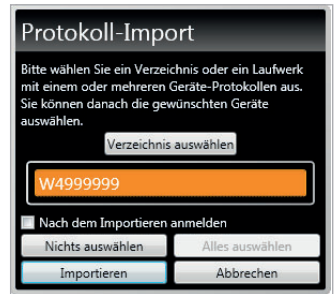 Protokoll-Import
Bitte wählen Sie ein Verzeichnis oder ein Laufwerk
mit einem oder mehreren Geräte-Protokollen aus.
Sie können danach die gewünschten Geräte
auswählen.
Verzeichnis auswählen
W4999999
Nach dem Importieren anmelden
Nichts auswählen Alles auswählen
Importieren Abbrechen